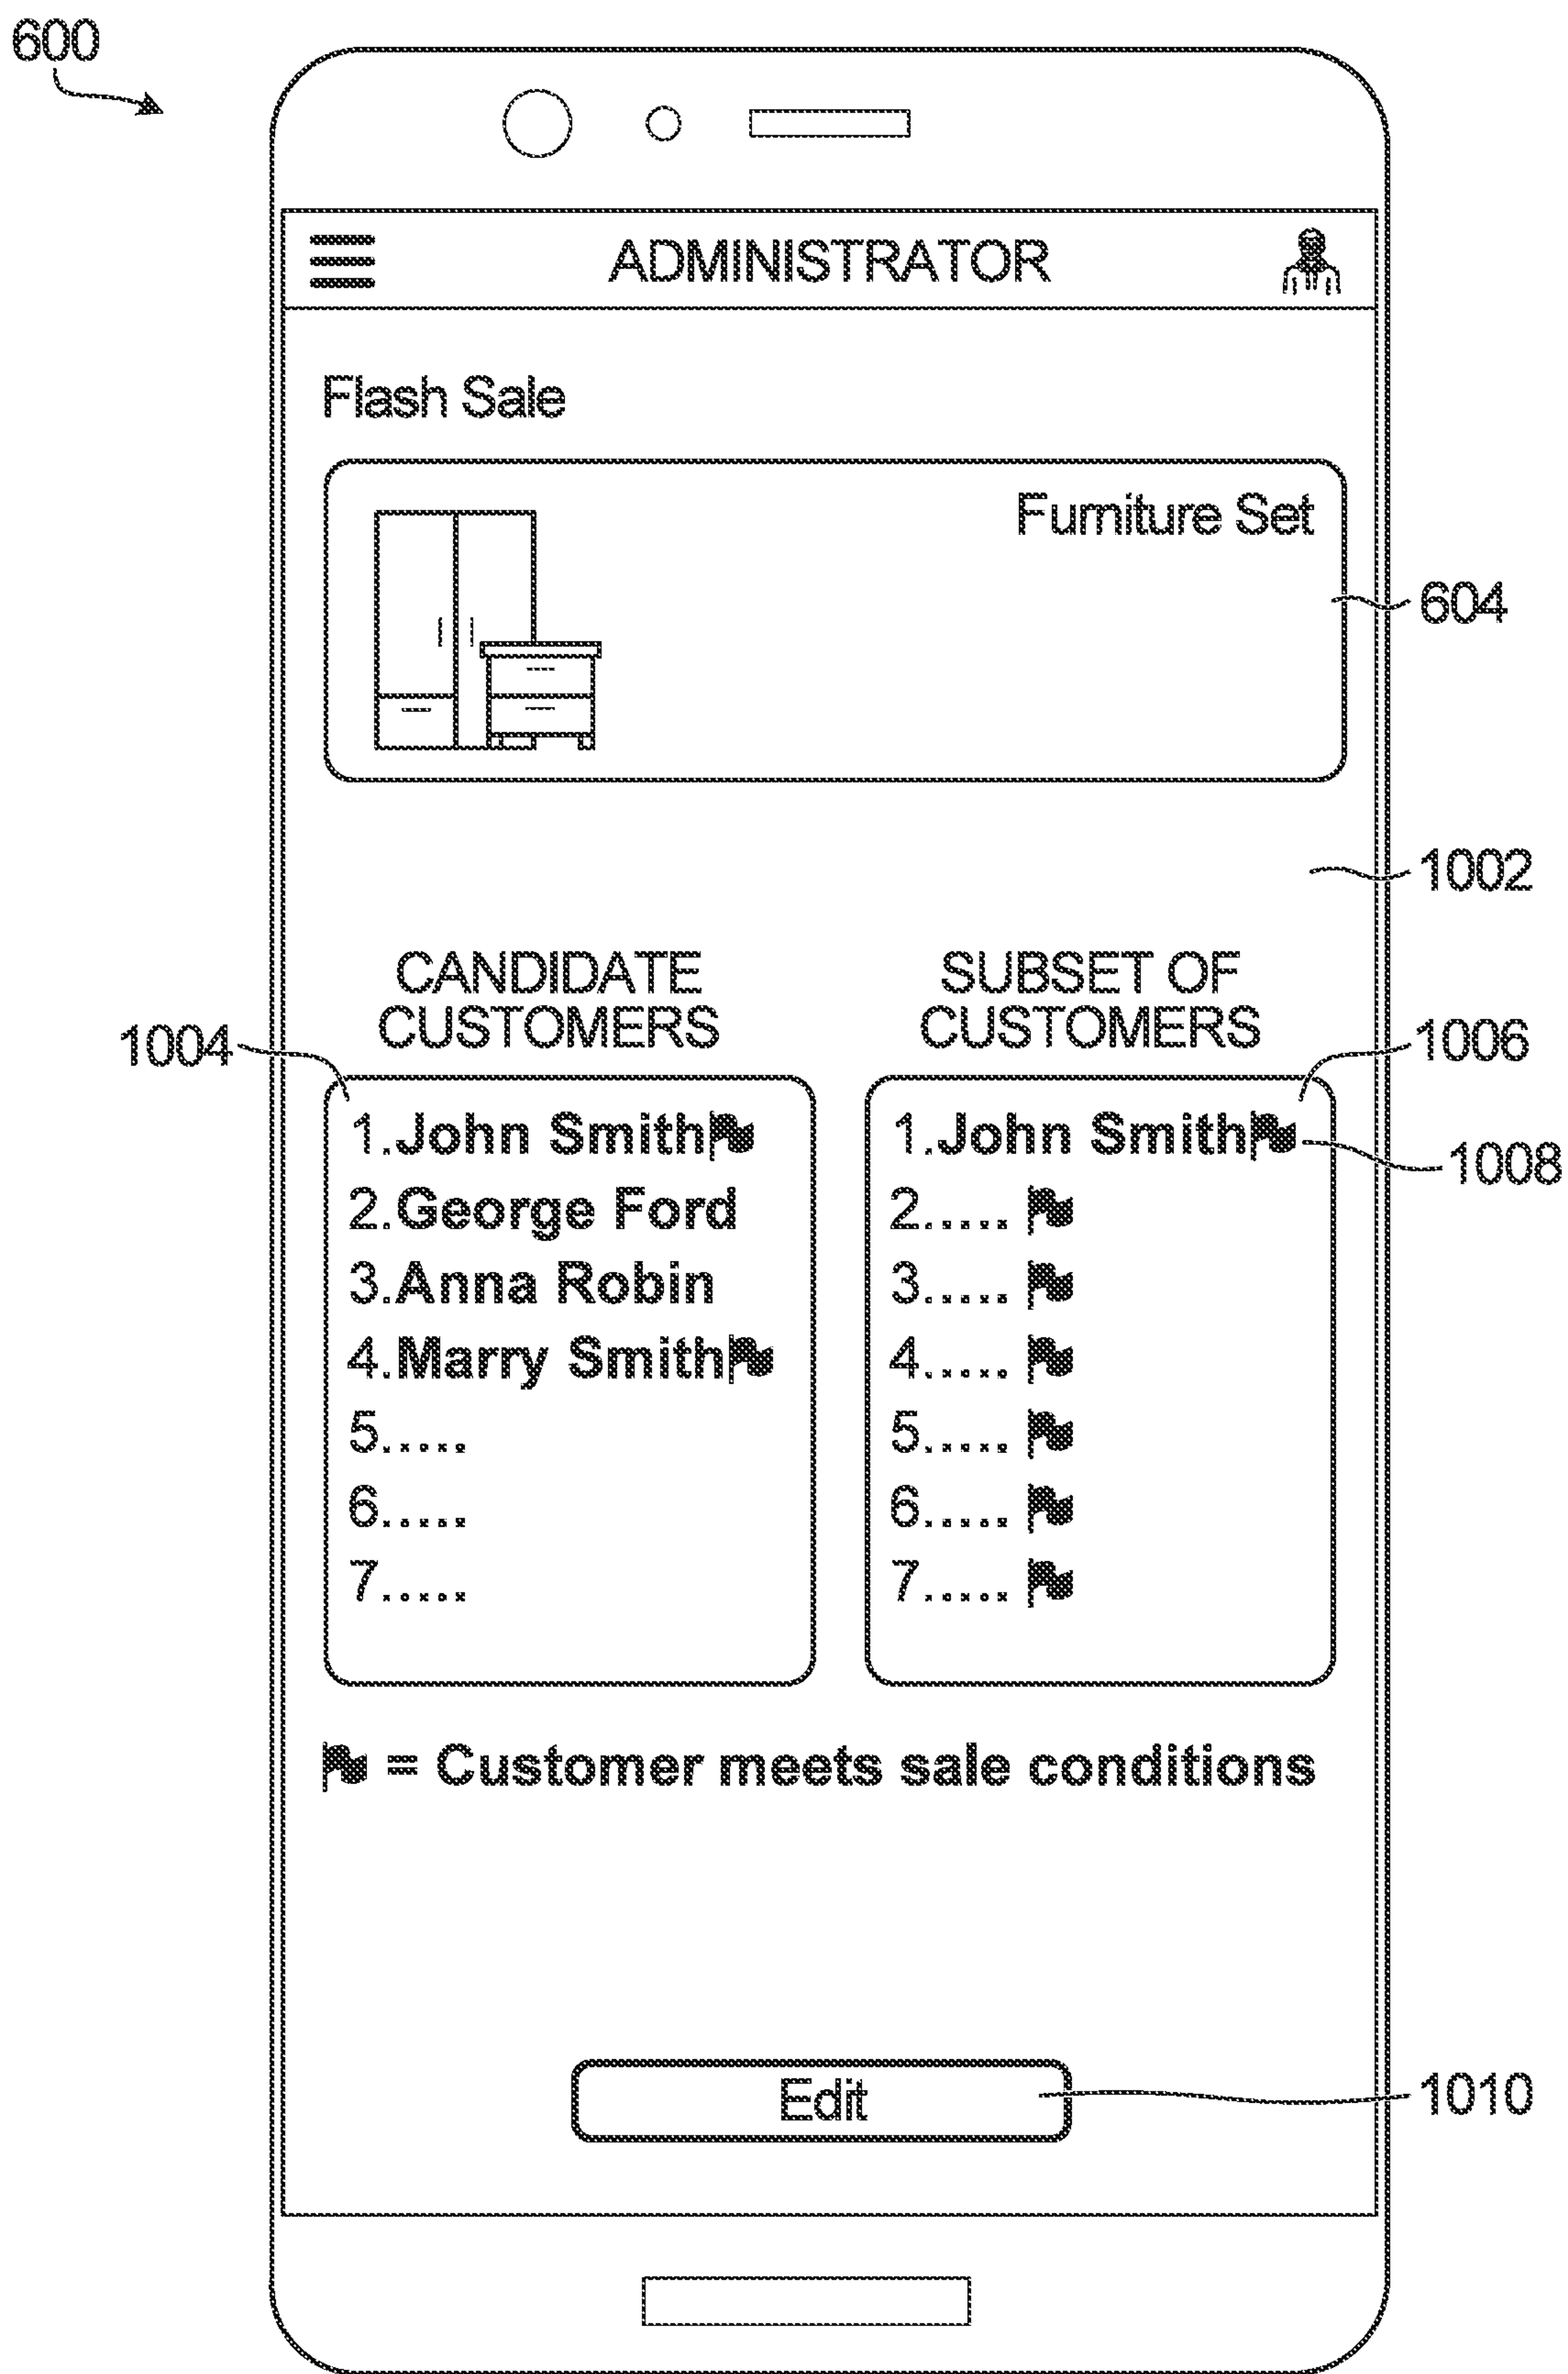 600
ADMINISTRATOR
Flash Sale
Furniture Set
604
1002
CANDIDATE
CUSTOMERS
SUBSET OF
CUSTOMERS
1004
1006
1.John Smith
2.George Ford
3.Anna Robin
4.Marry Smith
5.....
6.....
7.....
1.John Smith
1008
2.....
3.....
4.....
5.....
6.....
7.....
= Customer meets sale conditions
Edit
1010